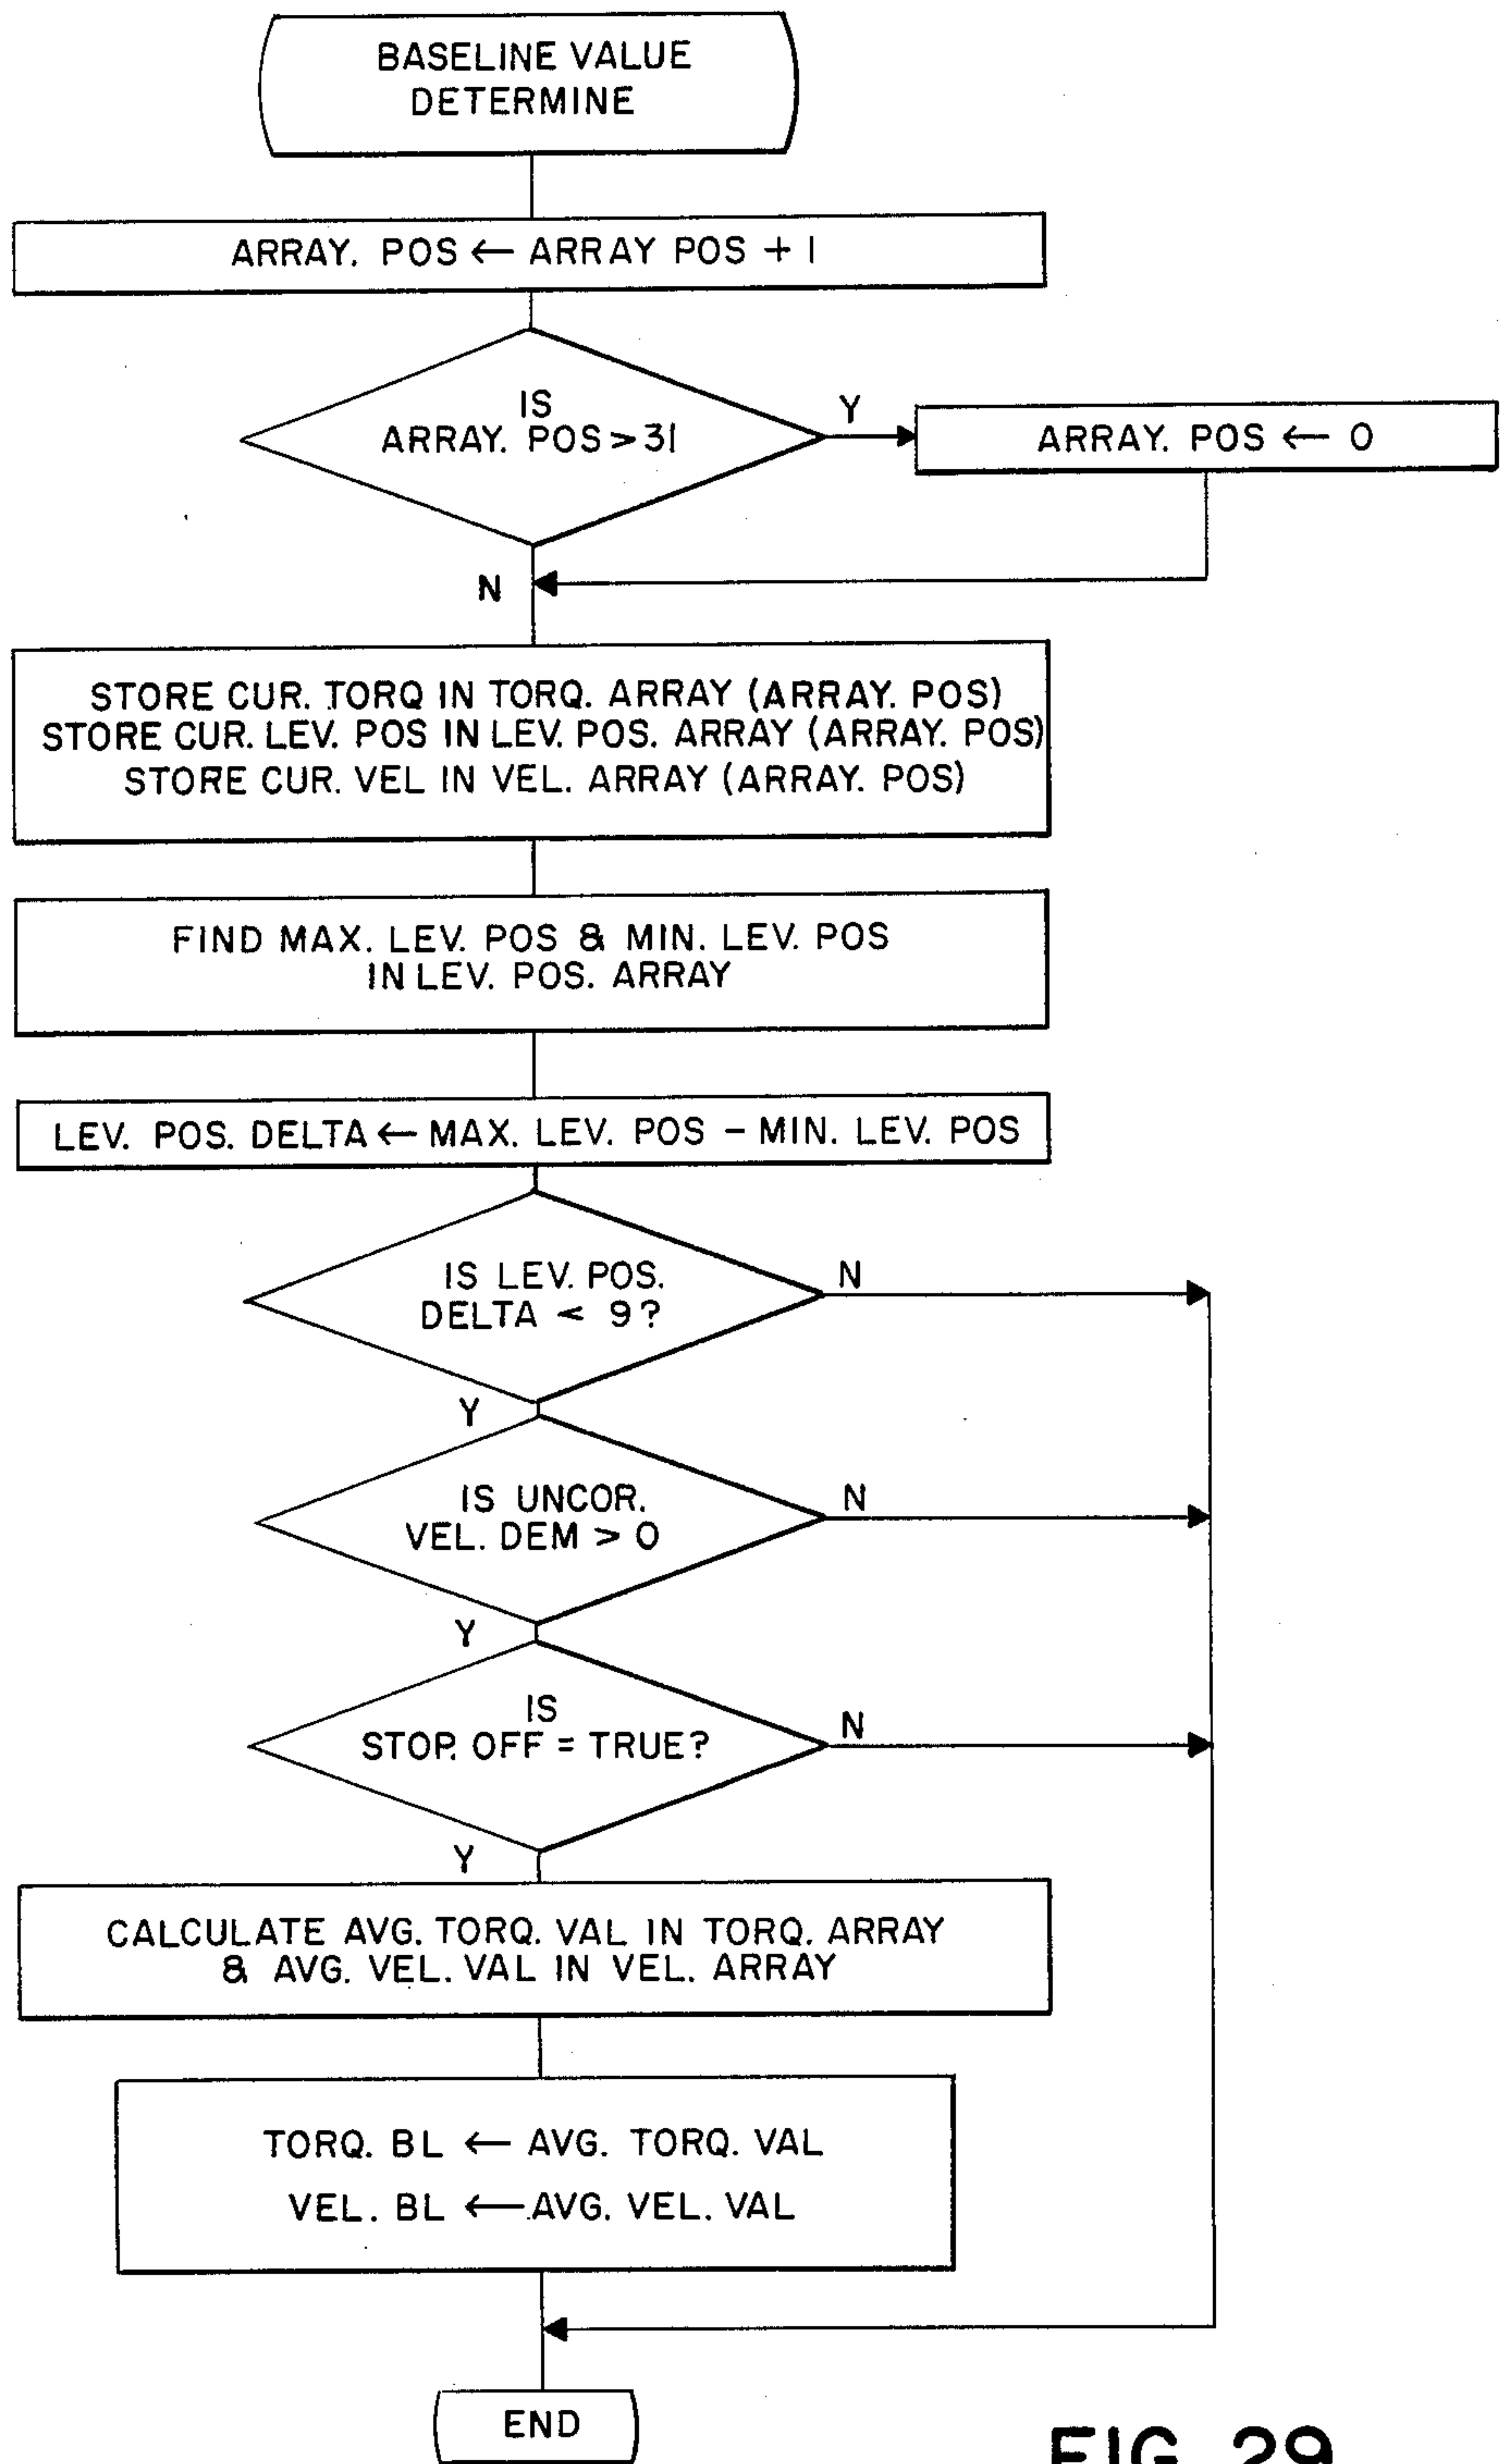 BASELINE VALUE
DETERMINE
ARRAY. POS ← ARRAY POS + 1
IS
ARRAY. POS > 31
Y
ARRAY. POS ← 0
N
STORE CUR. TORQ IN TORQ. ARRAY (ARRAY. POS)
STORE CUR. LEV. POS IN LEV. POS. ARRAY (ARRAY. POS)
STORE CUR. VEL IN VEL. ARRAY (ARRAY. POS)
FIND MAX. LEV. POS & MIN. LEV. POS
IN LEV. POS. ARRAY
LEV. POS. DELTA ← MAX. LEV. POS - MIN. LEV. POS
IS LEV. POS.
DELTA < 9?
N
Y
IS UNCOR.
VEL. DEM > 0
N
Y
IS
STOP. OFF = TRUE?
N
Y
CALCULATE AVG. TORQ. VAL IN TORQ. ARRAY
& AVG. VEL. VAL IN VEL. ARRAY
TORQ. BL ← AVG. TORQ. VAL
VEL. BL ← AVG. VEL. VAL
END
FIG. 29